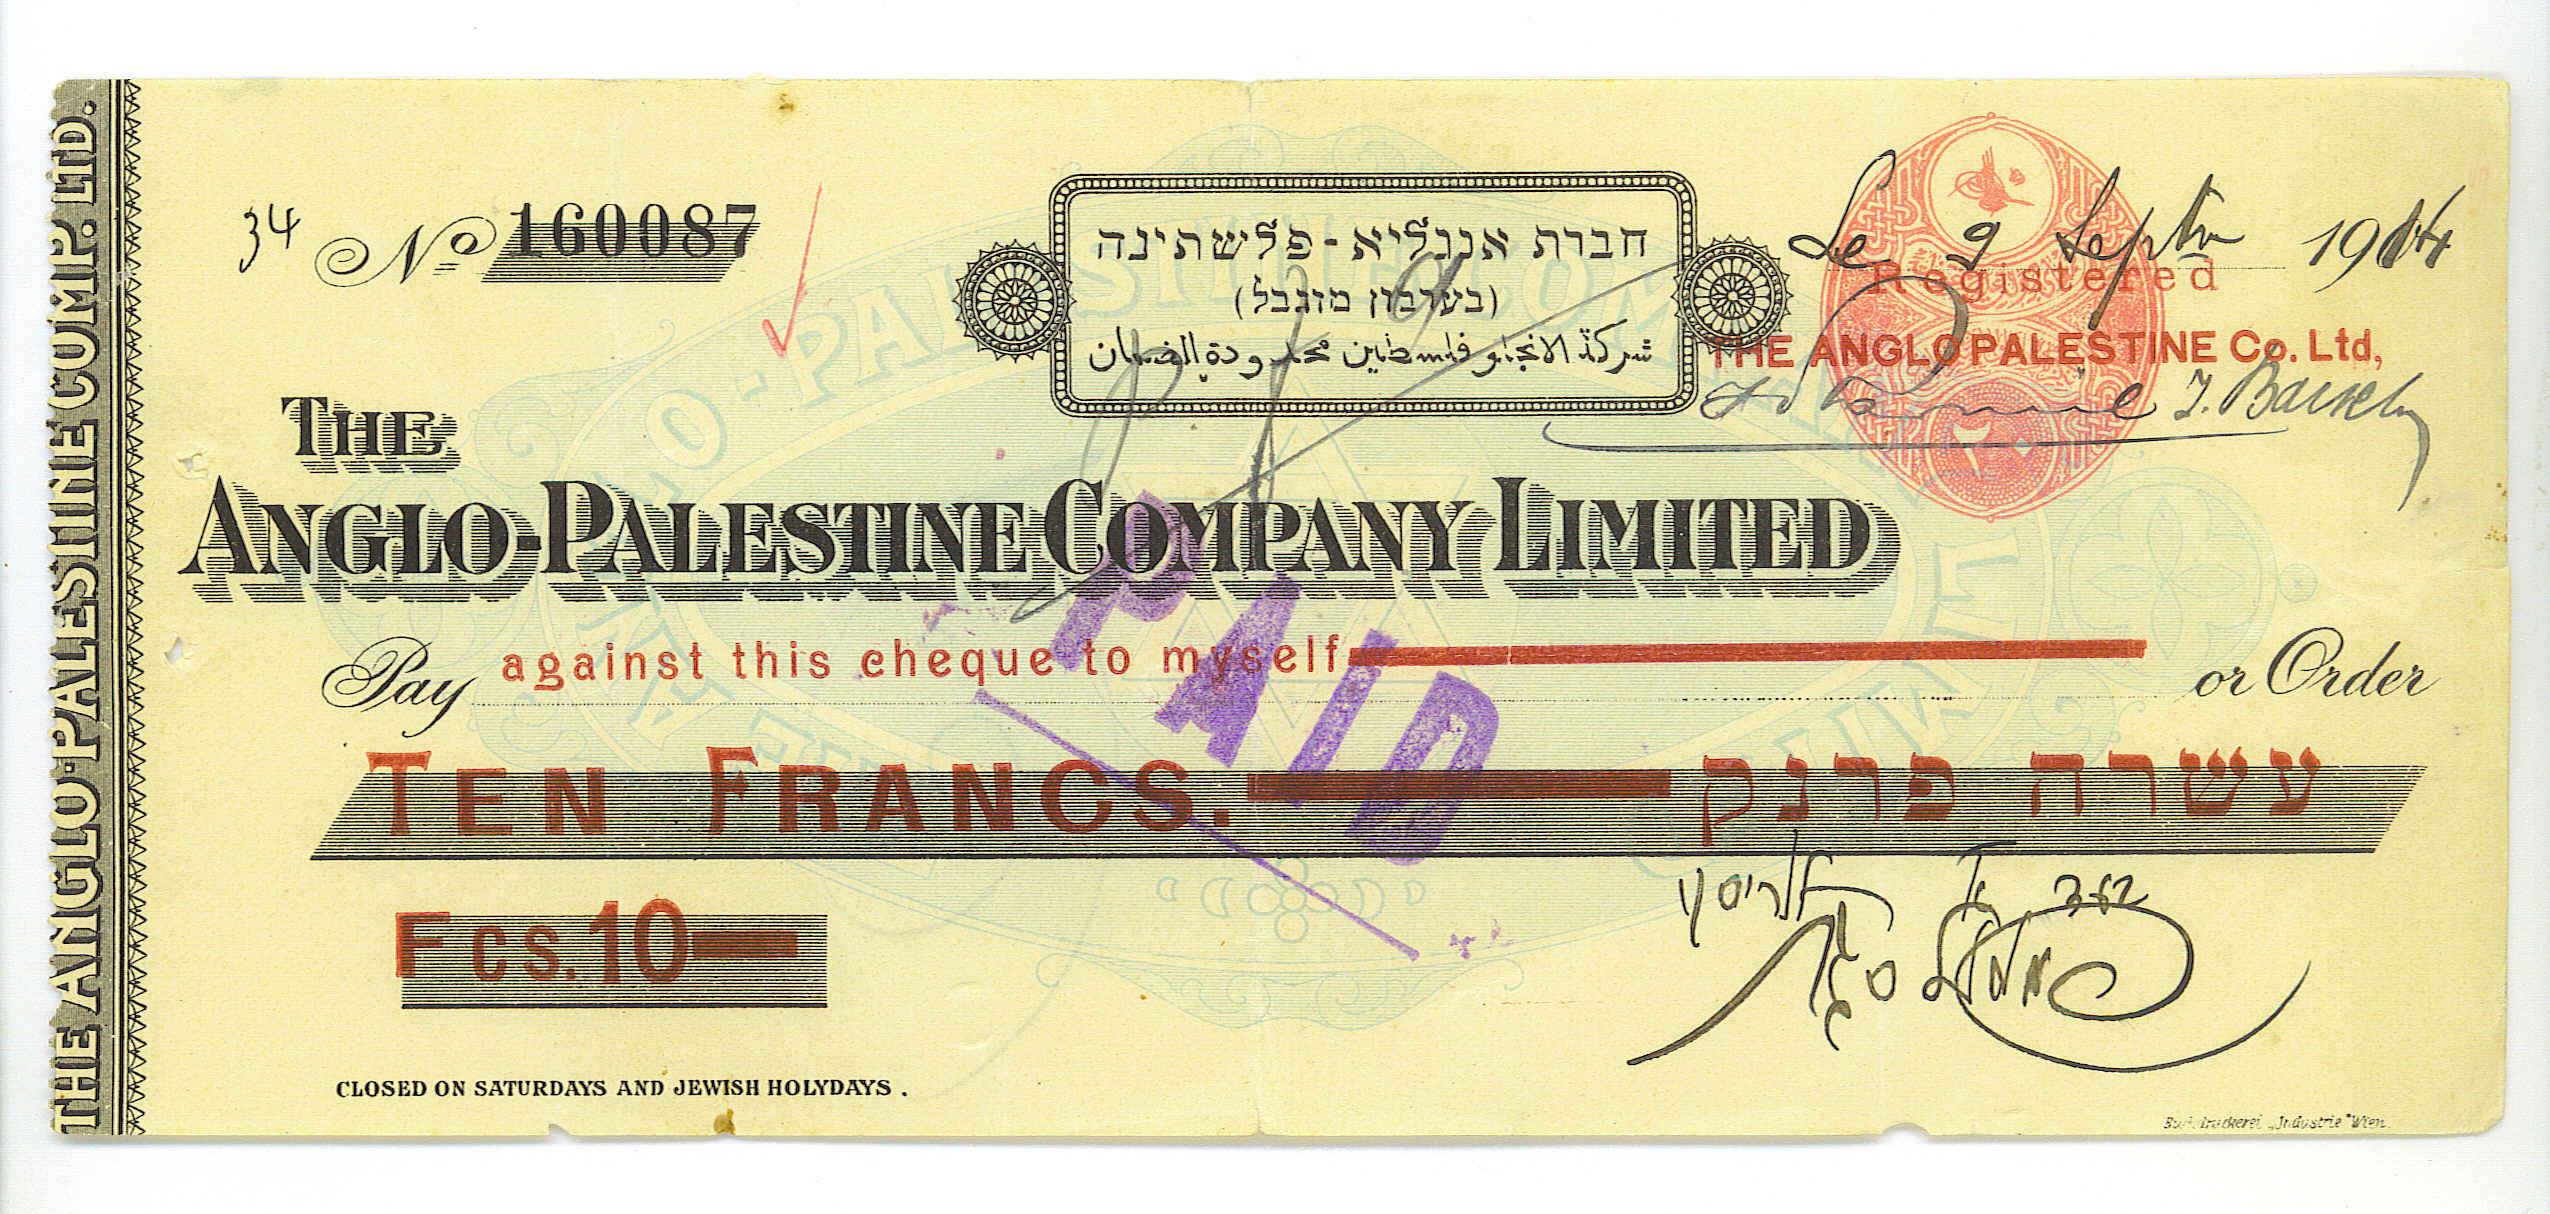 THE ANGLO-PALESTINE COMP. LTD.
34 No 160087
חברת אנגליא-פלשתינה
(בערבון מוגבל)
شركة الانجلو فلسطين محدودة الضمان
Le 9 Septbr 1914
Registered
THE ANGLO PALESTINE Co. Ltd,
THE
ANGLO-PALESTINE COMPANY LIMITED
PAID
Pay against this cheque to myself or Order
TEN FRANCS. עשרה פרנק
Fcs. 10
CLOSED ON SATURDAYS AND JEWISH HOLYDAYS .
Buchdruckerei „Industrie" Wien.